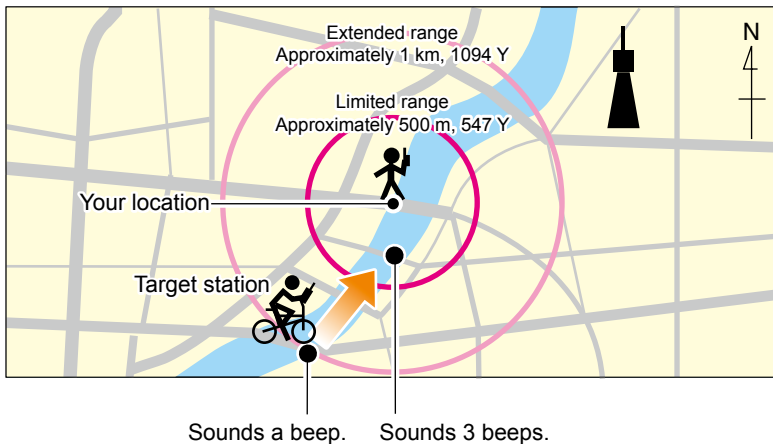 Extended range
Approximately 1 km, 1094 Y
N
Limited range
Approximately 500 m, 547 Y
Your location
Target station
Sounds a beep.
Sounds 3 beeps.